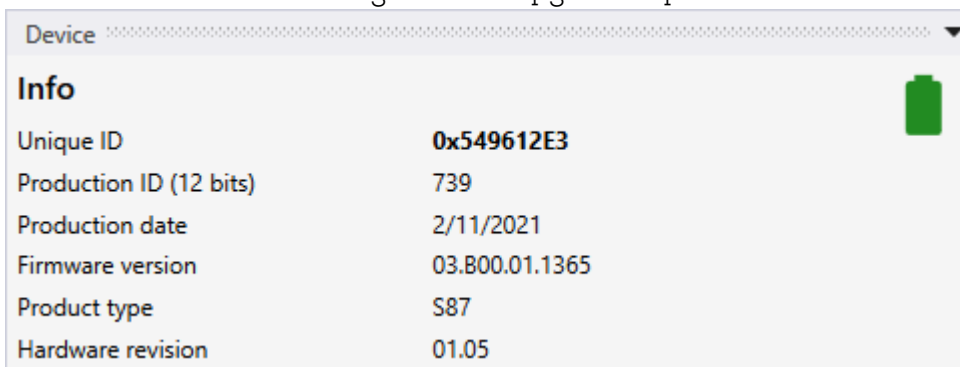 Device
Info
Unique ID 0x549612E3
Production ID (12 bits) 739
Production date 2/11/2021
Firmware version 03.B00.01.1365
Product type S87
Hardware revision 01.05